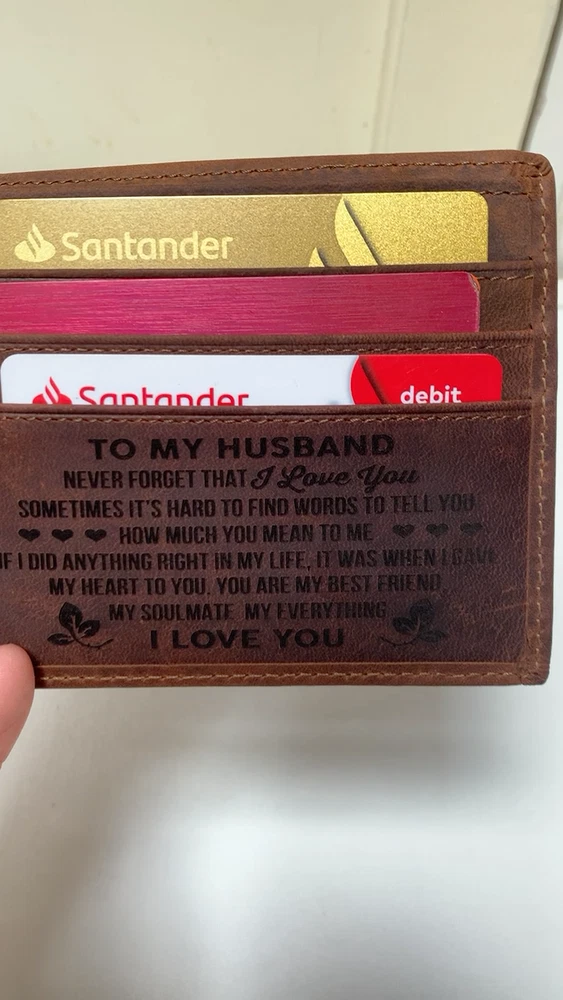 Santander
Santander
debit
TO MY HUSBAND
NEVER FORGET THAT I Love You
SOMETIMES IT'S HARD TO FIND WORDS TO TELL YOU
HOW MUCH YOU MEAN TO ME
IF I DID ANYTHING RIGHT IN MY LIFE, IT WAS WHEN I GAVE
MY HEART TO YOU. YOU ARE MY BEST FRIEND
MY SOULMATE MY EVERYTHING
I LOVE YOU